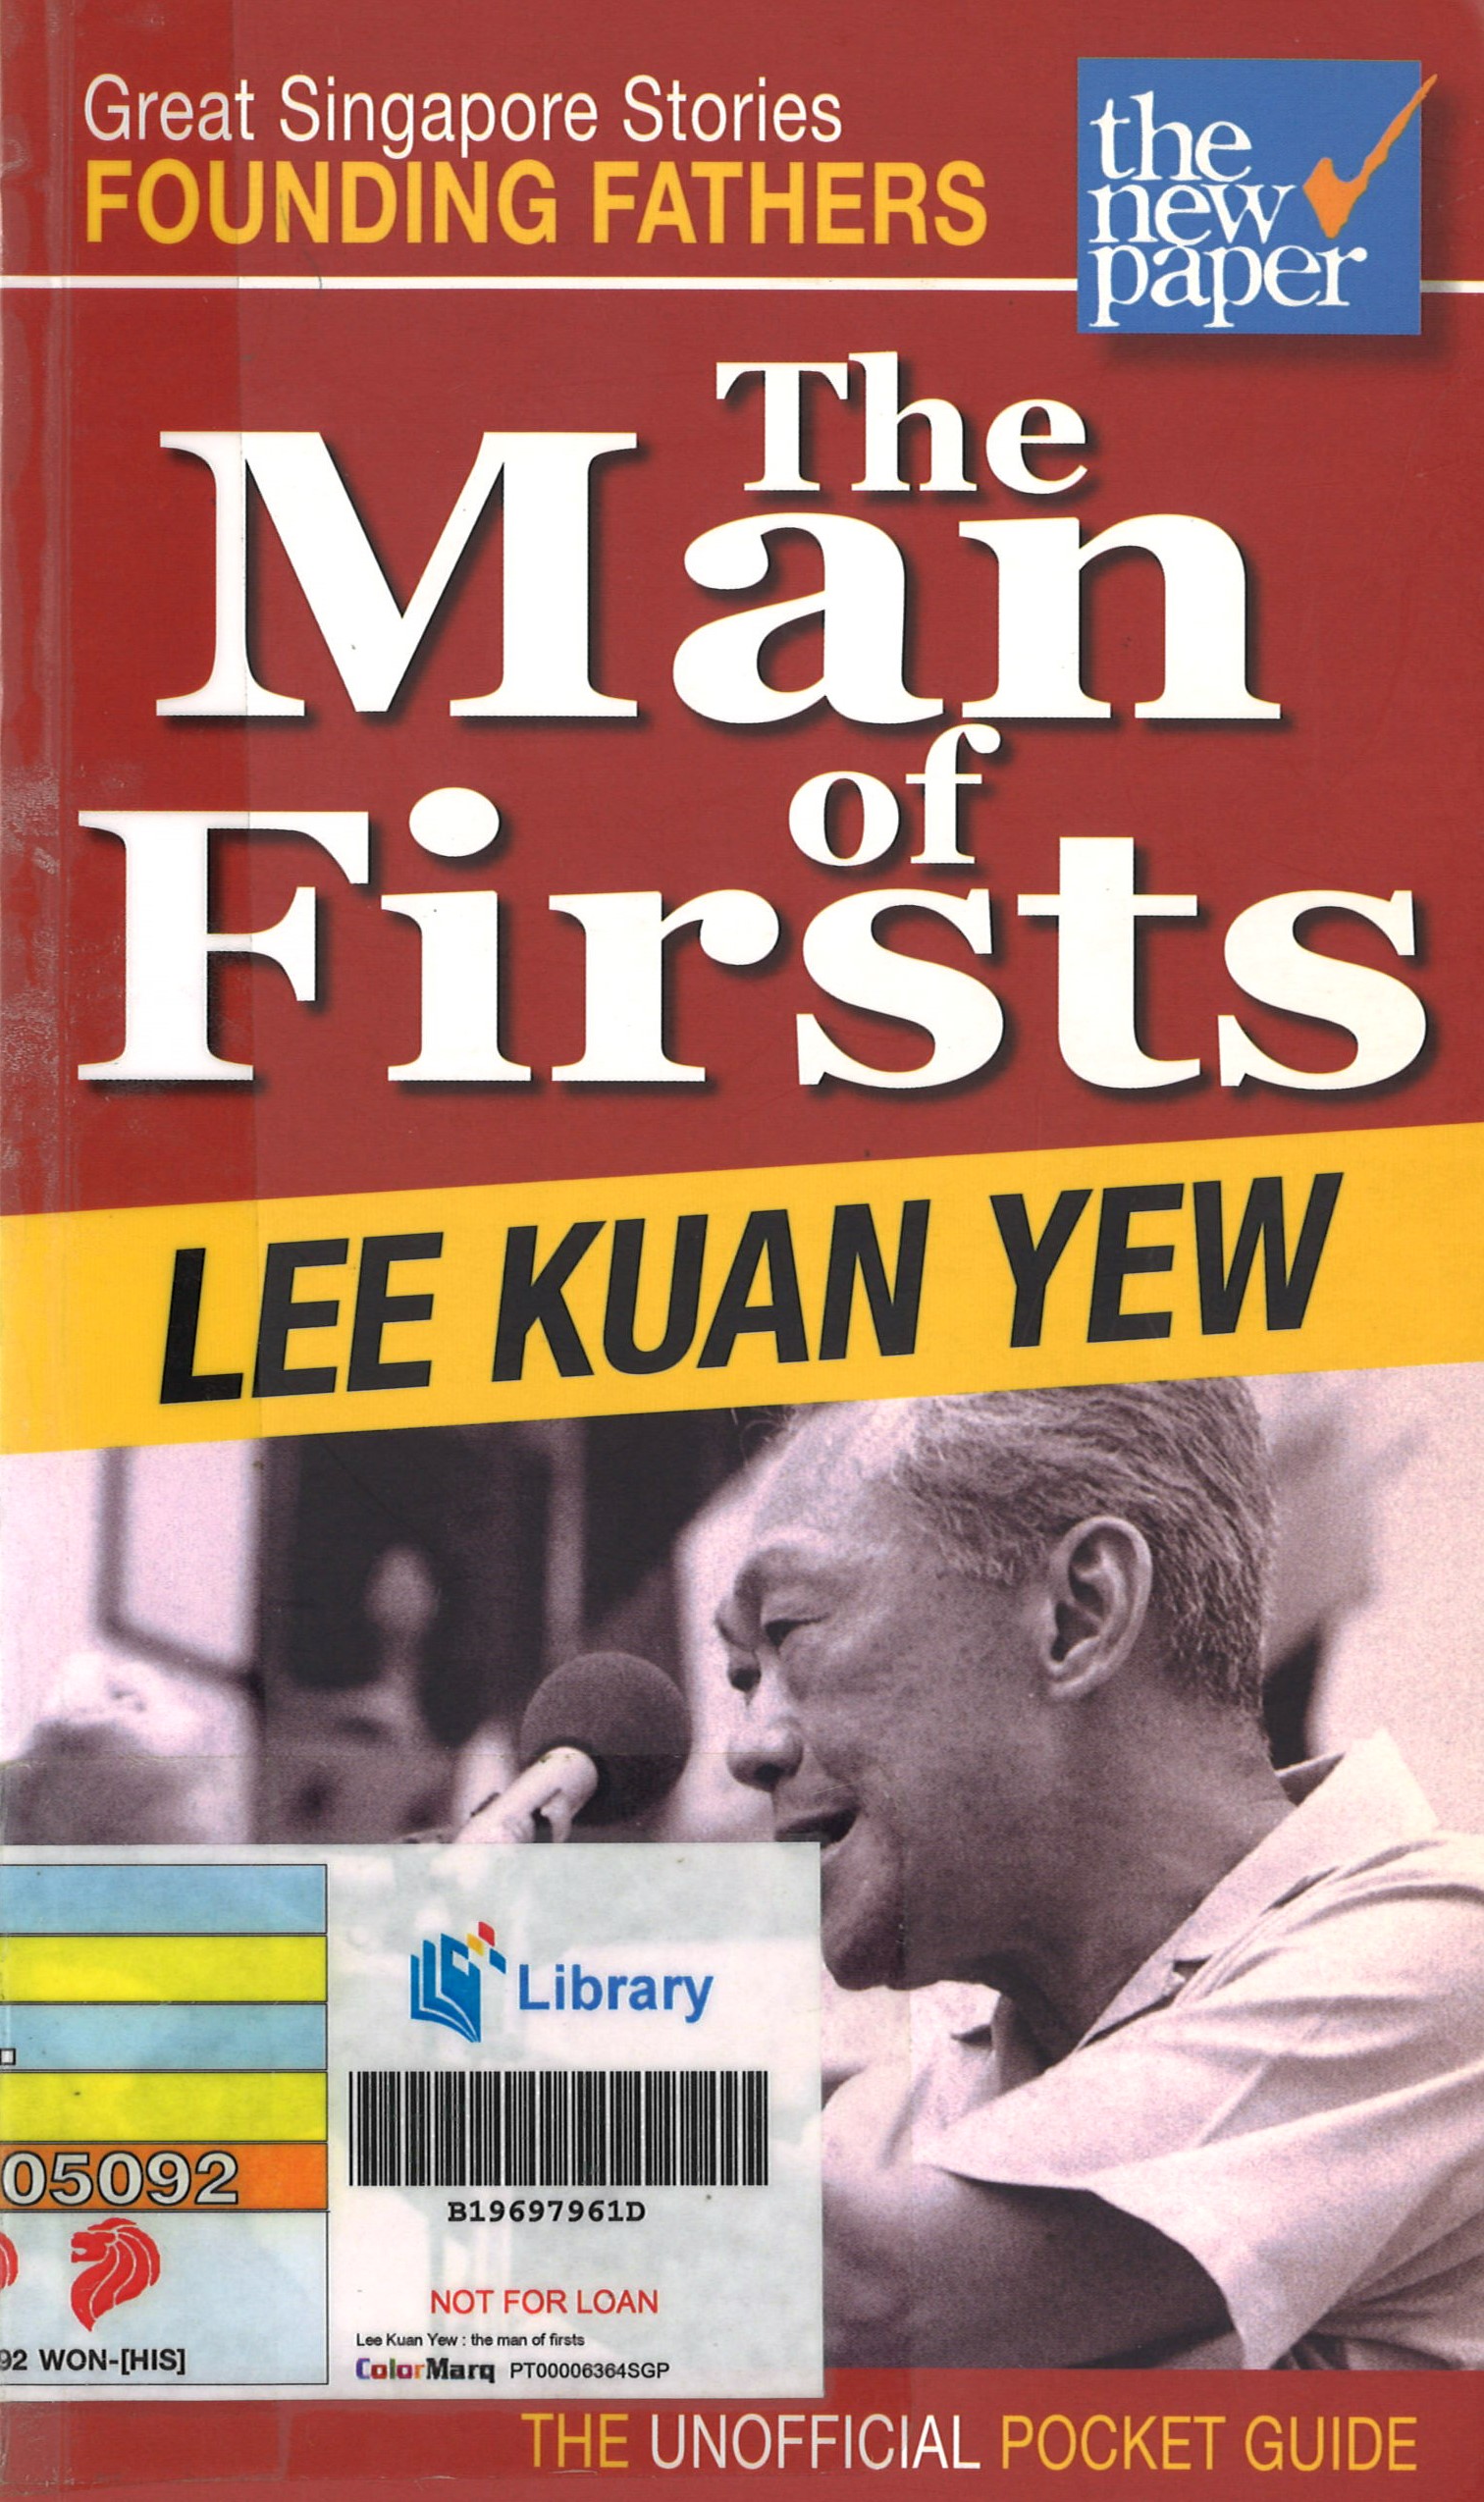 Great Singapore Stories
FOUNDING FATHERS
the
new
paper
The
Man
of
Firsts
LEE KUAN YEW
Library
05092
B19697961D
NOT FOR LOAN
92 WON-[HIS]
Lee Kuan Yew : the man of firsts
ColorMarq PT00006364SGP
THE UNOFFICIAL POCKET GUIDE